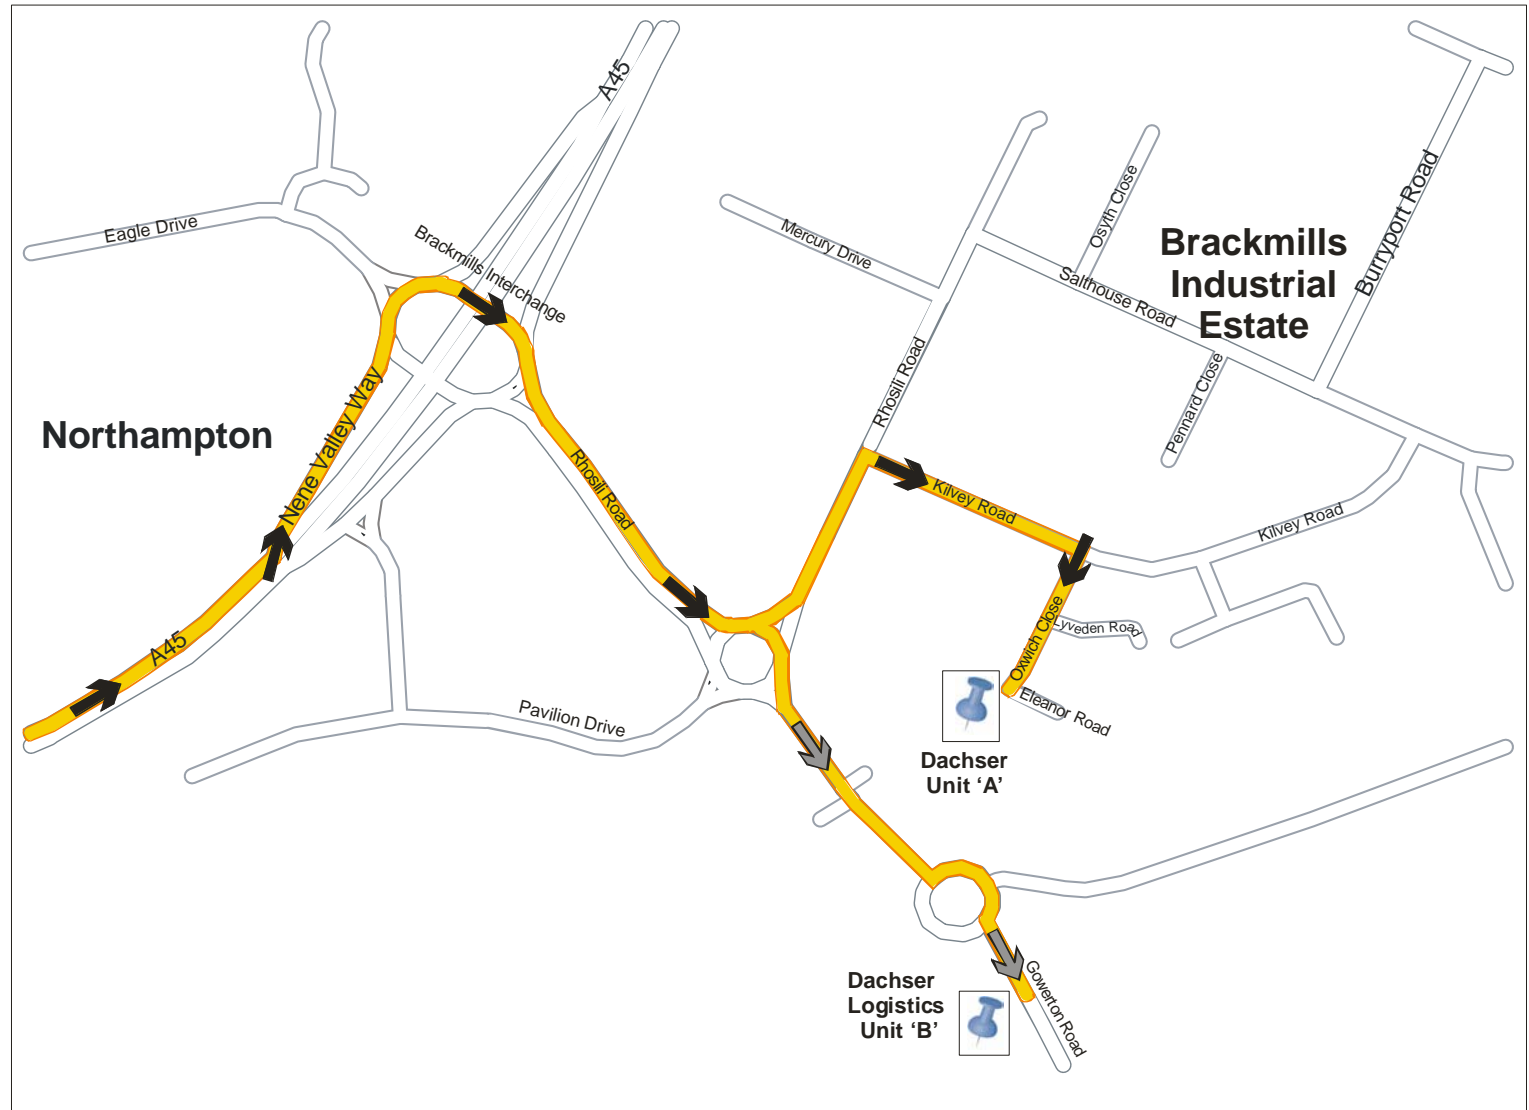 A45
Eagle Drive
Brackmills Interchange
Mercury Drive
Osyth Close
Burryport Road
Brackmills
Industrial
Estate
Salthouse Road
Rhosili Road
Pennard Close
Northampton
Nene Valley Way
Rhosili Road
Kilvey Road
Kilvey Road
A45
Oxwich Close
Lyveden Road
Eleanor Road
Pavilion Drive
Dachser
Unit ‘A’
Dachser
Logistics
Unit ‘B’
Gowerton Road